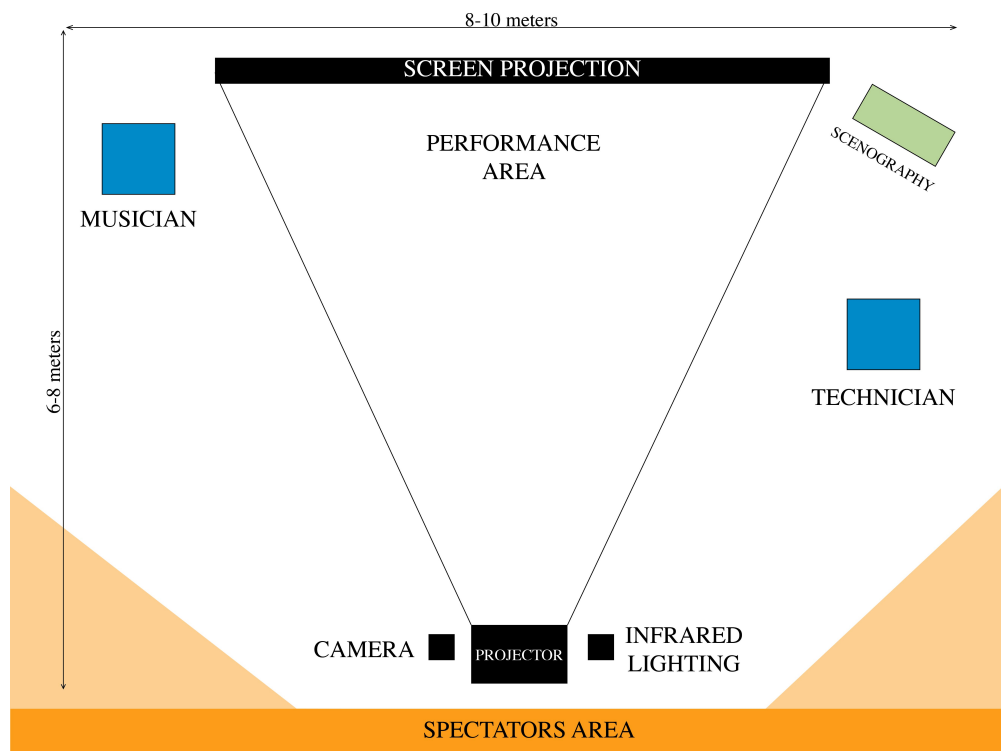 8-10 meters
SCREEN PROJECTION
PERFORMANCE
AREA
SCENOGRAPHY
MUSICIAN
6-8 meters
TECHNICIAN
CAMERA
PROJECTOR
INFRARED
LIGHTING
SPECTATORS AREA